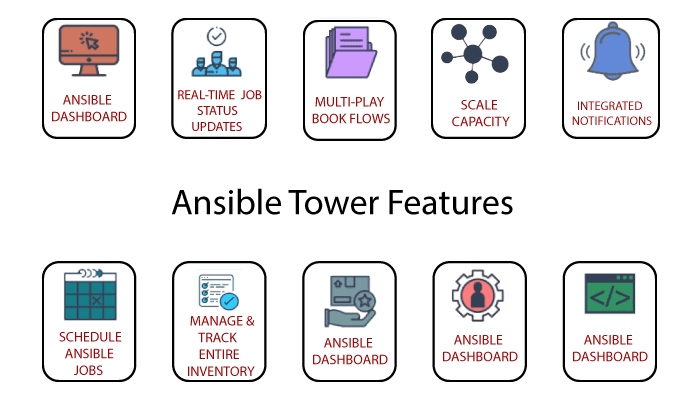 ANSIBLE
DASHBOARD
REAL-TIME JOB
STATUS
UPDATES
MULTI-PLAY
BOOK FLOWS
SCALE
CAPACITY
INTEGRATED
NOTIFICATIONS
Ansible Tower Features
SCHEDULE
ANSIBLE
JOBS
MANAGE &
TRACK
ENTIRE
INVENTORY
ANSIBLE
DASHBOARD
ANSIBLE
DASHBOARD
</>
ANSIBLE
DASHBOARD